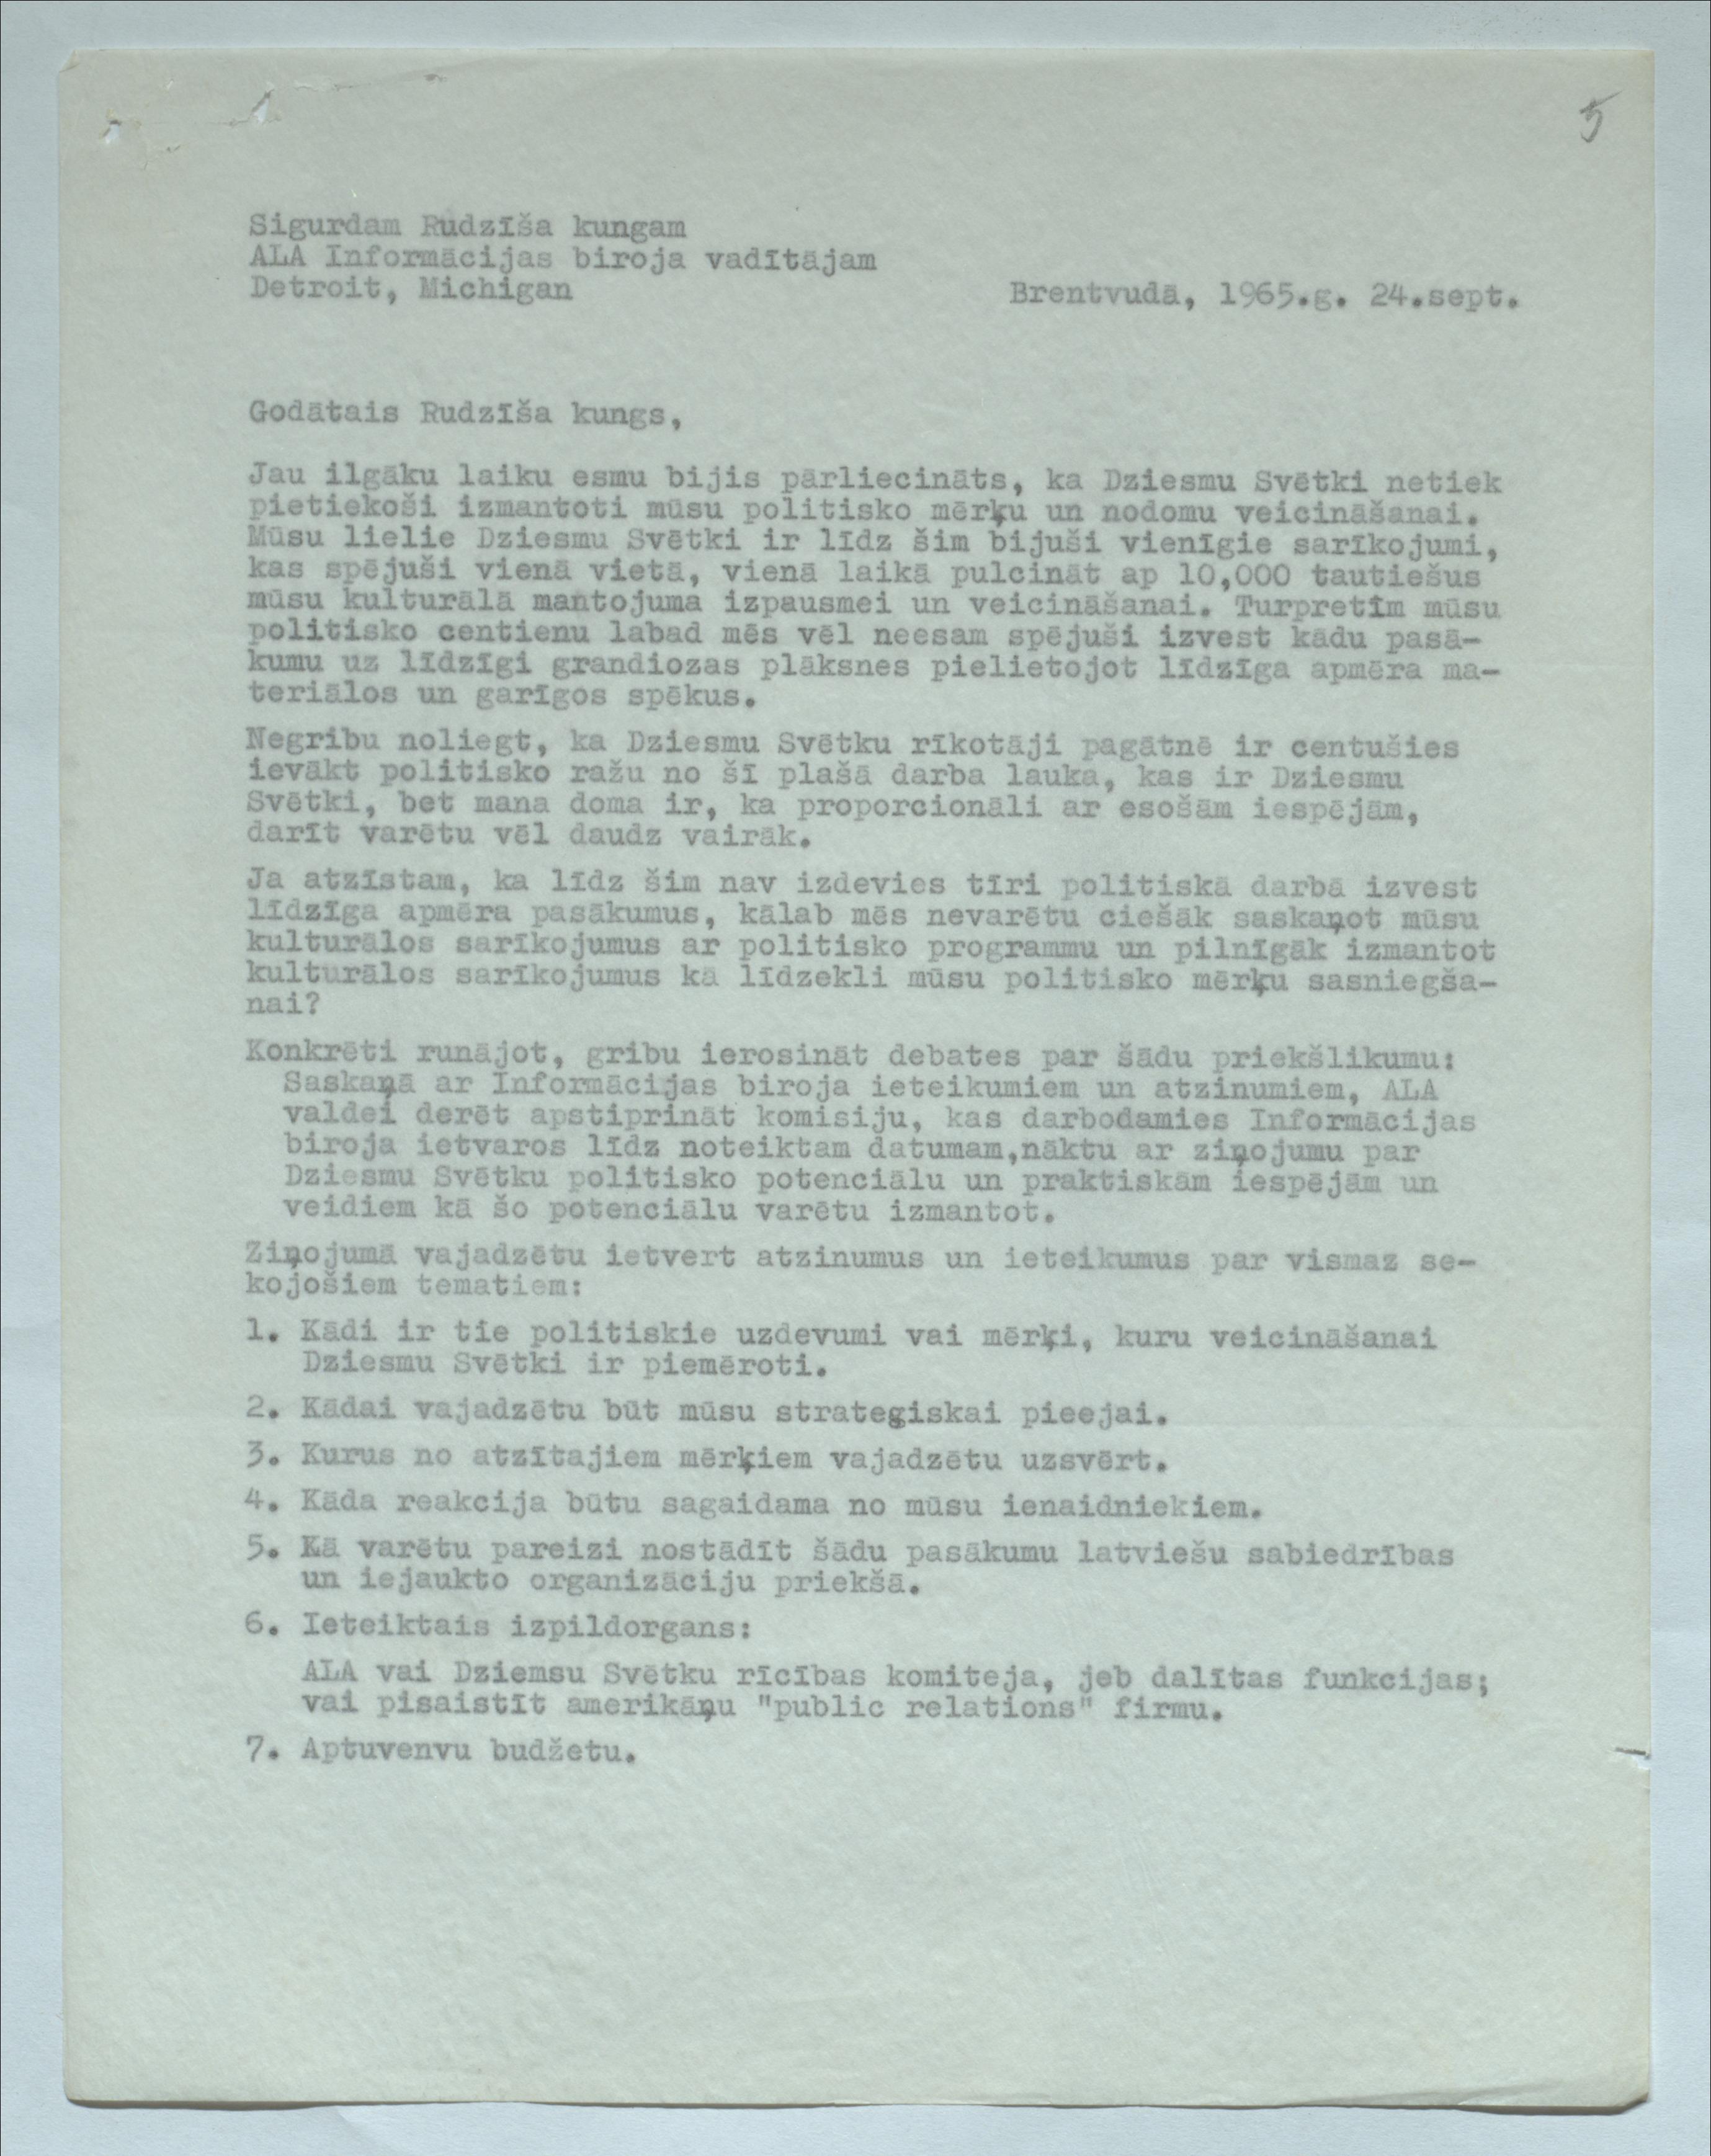 5
Sigurdam Rudzīša kungam
ALA Informācijas biroja vadītājam
Detroit, Michigan
Brentvudā, 1965.g. 24.sept.
Godātais Rudzīša kungs,
Jau ilgāku laiku esmu bijis pārliecināts, ka Dziesmu Svētki netiek
pietiekoši izmantoti mūsu politisko mērķu un nodomu veicināšanai.
Mūsu lielie Dziesmu Svētki ir līdz šim bijuši vienīgie sarīkojumi,
kas spējuši vienā vietā, vienā laikā pulcināt ap 10,000 tautiešus
mūsu kulturālā mantojuma izpausmei un veicināšanai. Turpretīm mūsu
politisko centienu labad mēs vēl neesam spējuši izvest kādu pasā-
kumu uz līdzīgi grandiozas plāksnes pielietojot līdzīga apmēra ma-
teriālos un garīgos spēkus.
Negribu noliegt, ka Dziesmu Svētku rīkotāji pagātnē ir centušies
ievākt politisko ražu no šī plašā darba lauka, kas ir Dziesmu
Svētki, bet mana doma ir, ka proporcionāli ar esošām iespējām,
darīt varētu vēl daudz vairāk.
Ja atzīstam, ka līdz šim nav izdevies tīri politiskā darbā izvest
līdzīga apmēra pasākumus, kālab mēs nevarētu ciešāk saskaņot mūsu
kulturālos sarīkojumus ar politisko programmu un pilnīgāk izmantot
kulturālos sarīkojumus kā līdzekli mūsu politisko mērķu sasniegša-
nai?
Konkrēti runājot, gribu ierosināt debates par šādu priekšlikumu:
Saskaņā ar Informācijas biroja ieteikumiem un atzinumiem, ALA
valdei derēt apstiprināt komisiju, kas darbodamies Informācijas
biroja ietvaros līdz noteiktam datumam,nāktu ar ziņojumu par
Dziesmu Svētku politisko potenciālu un praktiskām iespējām un
veidiem kā šo potenciālu varētu izmantot.
Ziņojumā vajadzētu ietvert atzinumus un ieteikumus par vismaz se-
kojošiem tematiem:
1. Kādi ir tie politiskie uzdevumi vai mērķi, kuru veicināšanai
Dziesmu Svētki ir piemēroti.
2. Kādai vajadzētu būt mūsu strateģiskai pieejai.
3. Kurus no atzītajiem mērķiem vajadzētu uzsvērt.
4. Kāda reakcija būtu sagaidama no mūsu ienaidniekiem.
5. Kā varētu pareizi nostādīt šādu pasākumu latviešu sabiedrības
un iejaukto organizāciju priekšā.
6. Ieteiktais izpildorgans:
ALA vai Dziemsu Svētku rīcības komiteja, jeb dalītas funkcijas;
vai pisaistīt amerikāņu "public relations" firmu.
7. Aptuvenvu budžetu.